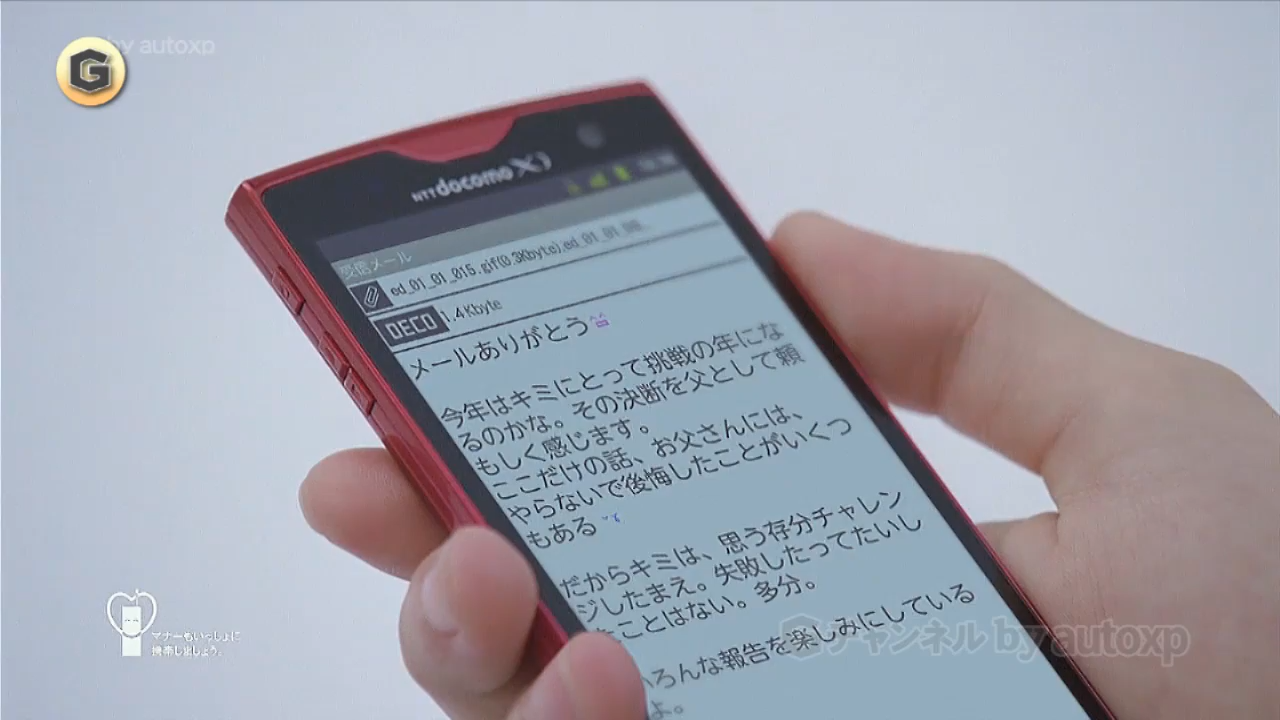 by autoxp
G
NTT docomo Xi
受信メール
ed_01_01_015.gif(0.3Kbyte),ed_01_01_
DECO 1.4Kbyte
メールありがとう
今年はキミにとって挑戦の年にな
るのかな。その決断を父として頼
もしく感じます。
ここだけの話、お父さんには、
やらないで後悔したことがいくつ
もある
だからキミは、思う存分チャレン
ジしたまえ。失敗したってたいし
たことはない。多分。
いろんな報告を楽しみにしている
よ。
マナーもいっしょに
携帯しましょう。
Gチャンネル by autoxp